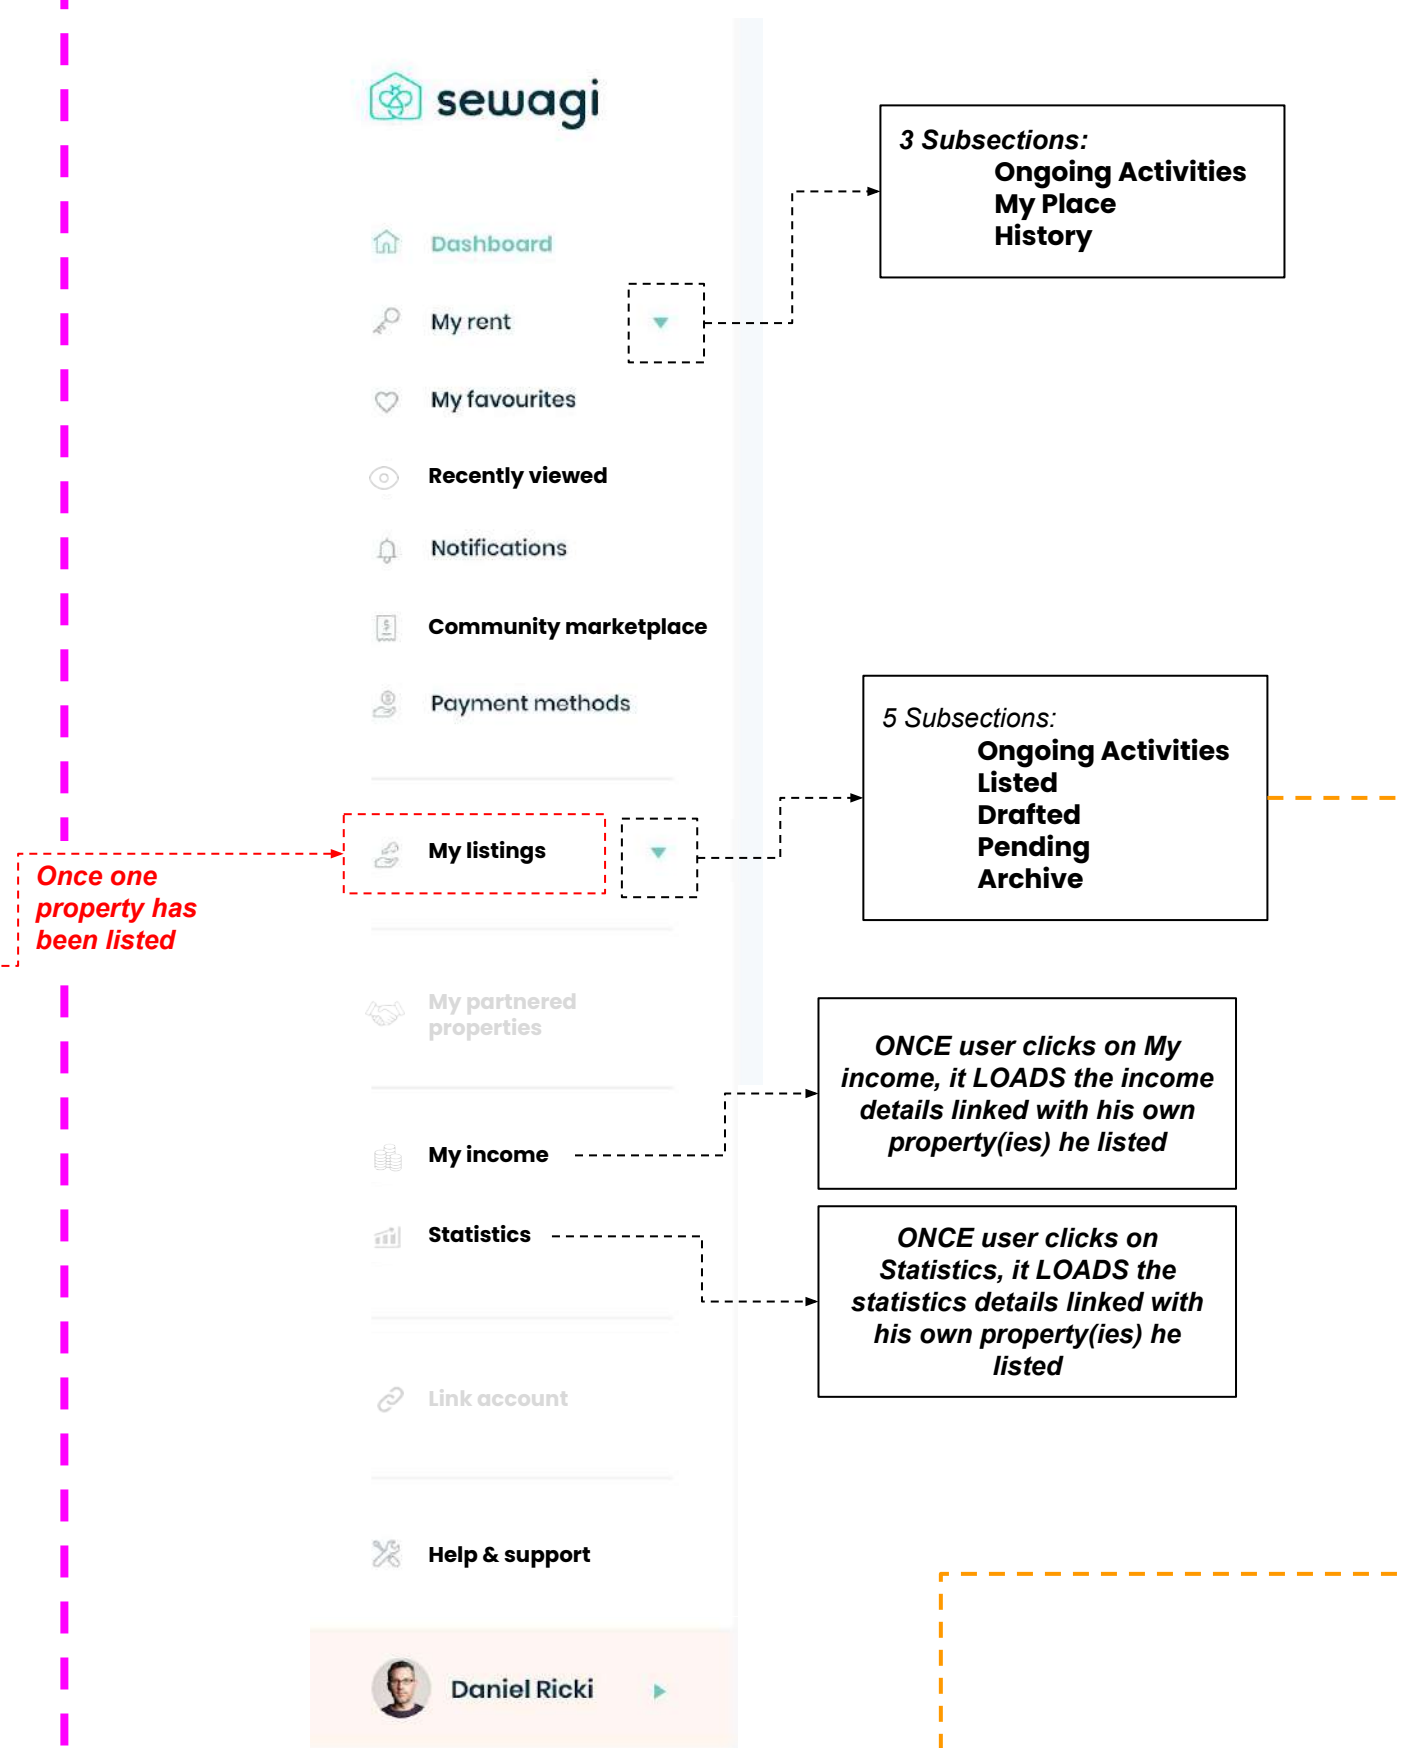 sewagi
3 Subsections:
Ongoing Activities
My Place
History
Dashboard
My rent
My favourites
Recently viewed
Notifications
Community marketplace
Payment methods
5 Subsections:
Ongoing Activities
Listed
Drafted
Pending
Archive
My listings
Once one
property has
been listed
My partnered
properties
ONCE user clicks on My
income, it LOADS the income
details linked with his own
property(ies) he listed
My income
Statistics
ONCE user clicks on
Statistics, it LOADS the
statistics details linked with
his own property(ies) he
listed
Link account
Help & support
Daniel Ricki